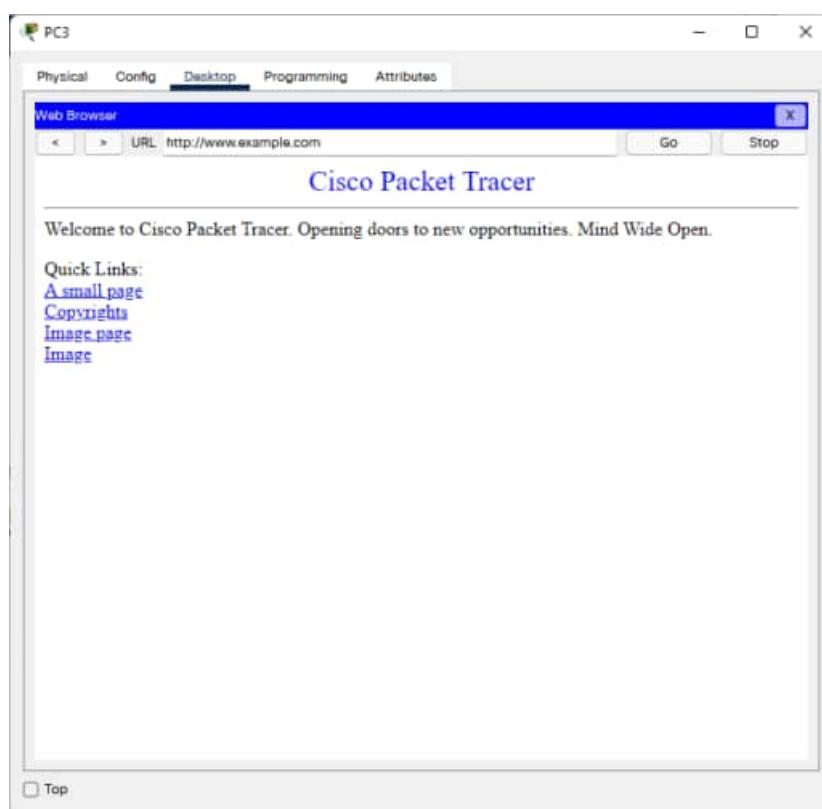 PC3
Physical Config Desktop Programming Attributes
Web Browser
X
< > URL http://www.example.com Go Stop
Cisco Packet Tracer
Welcome to Cisco Packet Tracer. Opening doors to new opportunities. Mind Wide Open.
Quick Links:
A small page
Copyrights
Image page
Image
Top